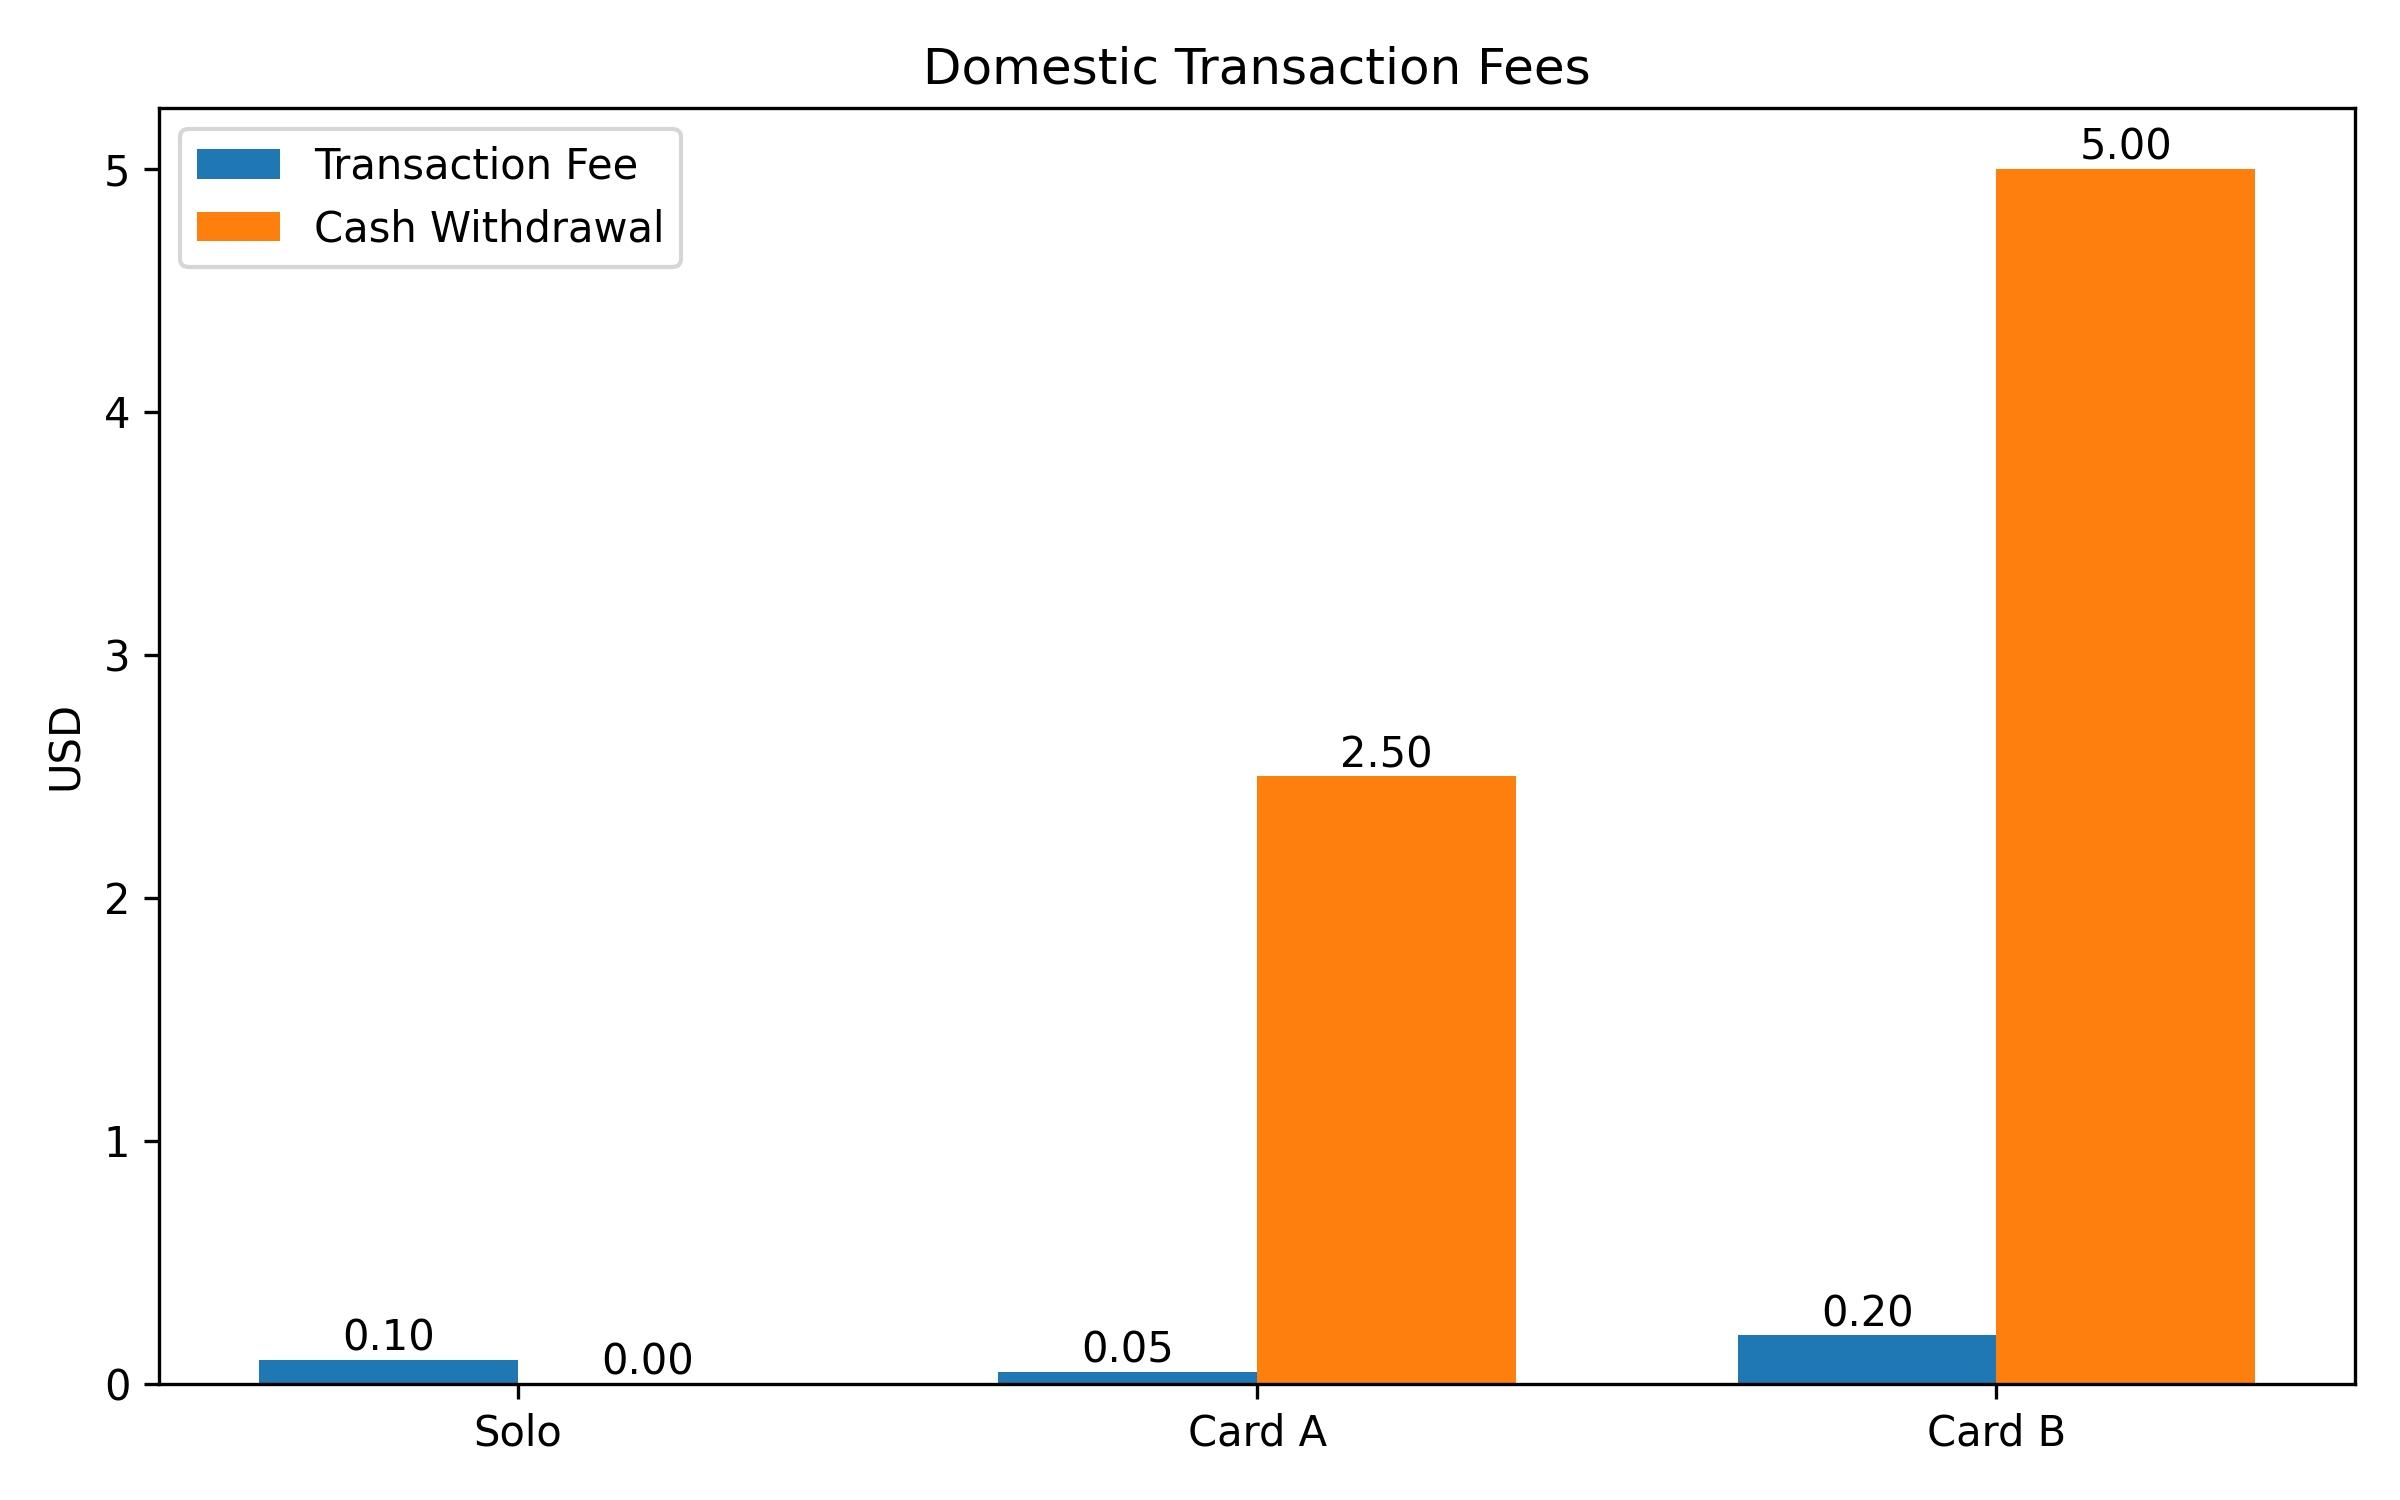 Domestic Transaction Fees
Transaction Fee
Cash Withdrawal
USD
5
4
3
2
1
0
0.10
0.00
0.05
2.50
0.20
5.00
Solo
Card A
Card B